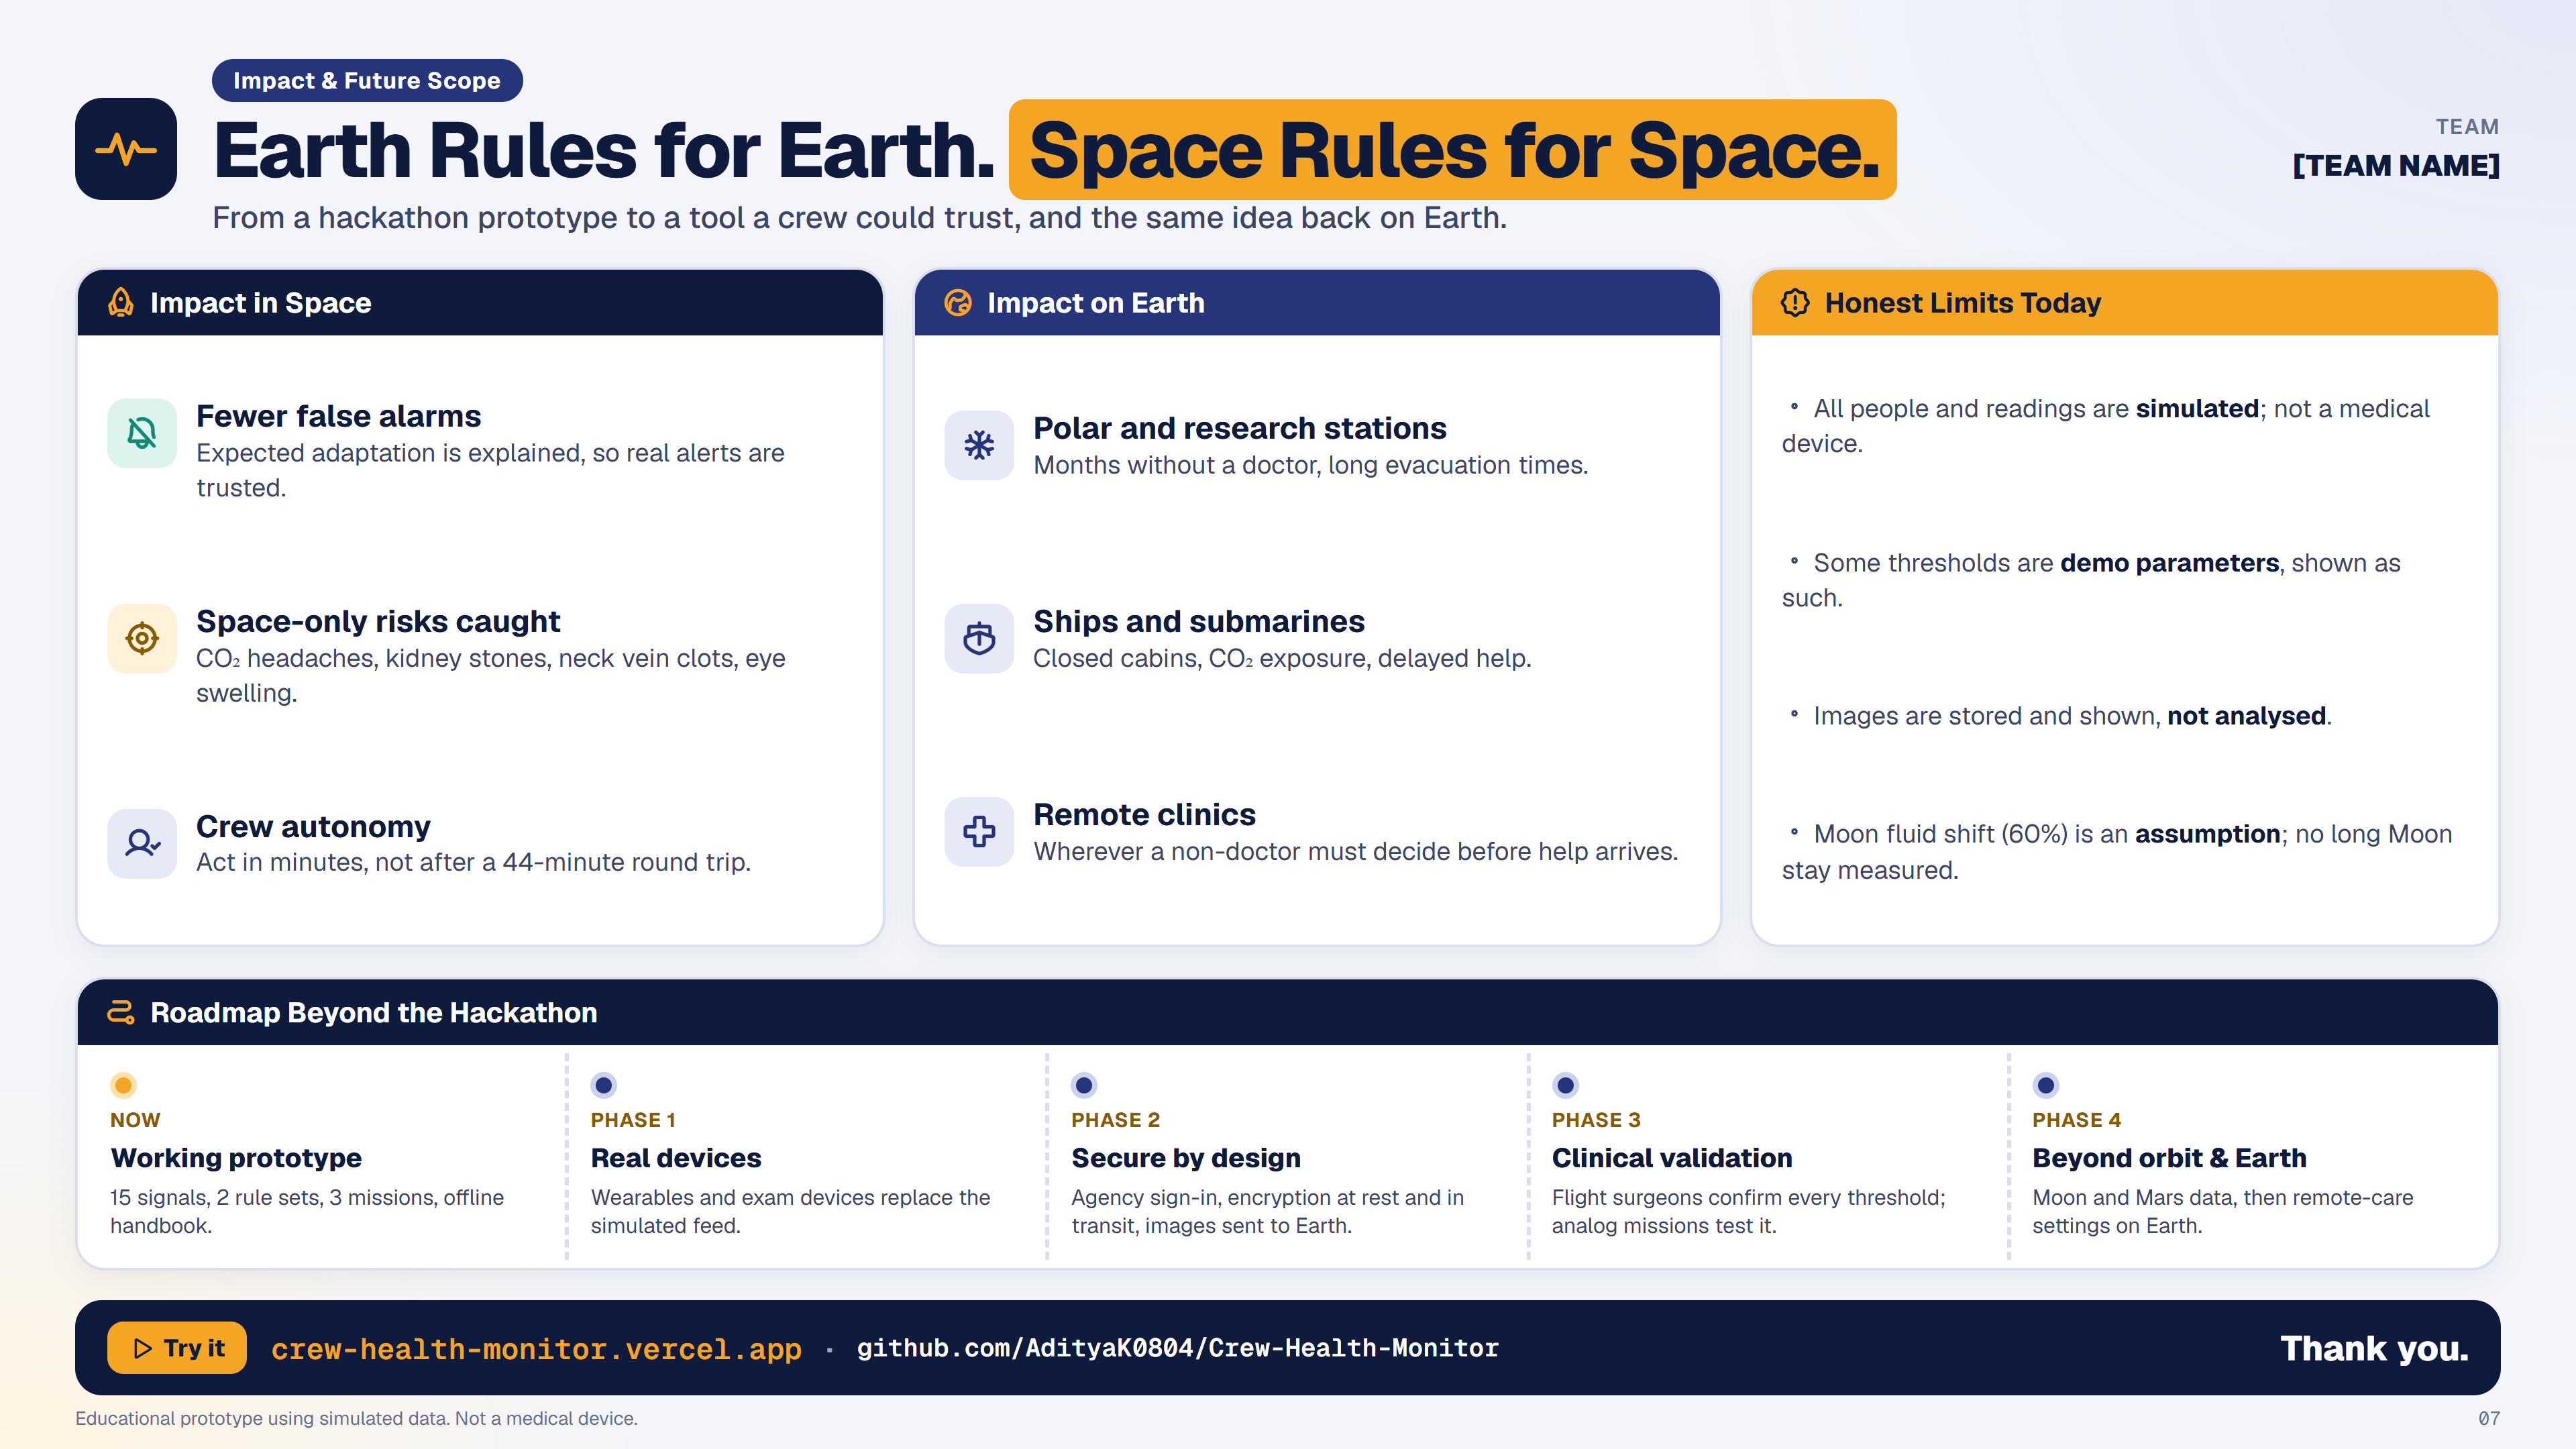 Impact & Future Scope
Earth Rules for Earth. Space Rules for Space.
From a hackathon prototype to a tool a crew could trust, and the same idea back on Earth.
TEAM
[TEAM NAME]
Impact in Space
Fewer false alarms
Expected adaptation is explained, so real alerts are
trusted.
Space-only risks caught
CO₂ headaches, kidney stones, neck vein clots, eye
swelling.
Crew autonomy
Act in minutes, not after a 44-minute round trip.
Impact on Earth
Polar and research stations
Months without a doctor, long evacuation times.
Ships and submarines
Closed cabins, CO₂ exposure, delayed help.
Remote clinics
Wherever a non-doctor must decide before help arrives.
Honest Limits Today
All people and readings are simulated; not a medical
device.
Some thresholds are demo parameters, shown as
such.
Images are stored and shown, not analysed.
Moon fluid shift (60%) is an assumption; no long Moon
stay measured.
Roadmap Beyond the Hackathon
NOW
Working prototype
15 signals, 2 rule sets, 3 missions, offline
handbook.
PHASE 1
Real devices
Wearables and exam devices replace the
simulated feed.
PHASE 2
Secure by design
Agency sign-in, encryption at rest and in
transit, images sent to Earth.
PHASE 3
Clinical validation
Flight surgeons confirm every threshold;
analog missions test it.
PHASE 4
Beyond orbit & Earth
Moon and Mars data, then remote-care
settings on Earth.
Try it crew-health-monitor.vercel.app · github.com/AdityaK0804/Crew-Health-Monitor
Thank you.
Educational prototype using simulated data. Not a medical device.
07